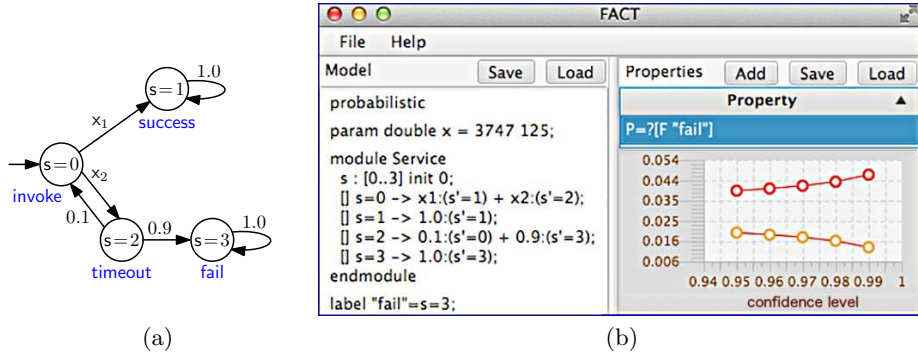 1.0
s=1
success
x1
s=0
invoke
x2
0.1
0.9
1.0
s=2
s=3
timeout
fail
(a)
FACT
File Help
Model Save Load
probabilistic
param double x = 3747 125;
module Service
s : [0..3] init 0;
[] s=0 -> x1:(s'=1) + x2:(s'=2);
[] s=1 -> 1.0:(s'=1);
[] s=2 -> 0.1:(s'=0) + 0.9:(s'=3);
[] s=3 -> 1.0:(s'=3);
endmodule
label "fail"=s=3;
Properties Add Save Load
Property
P=?[F "fail"]
0.054
0.044
0.035
0.025
0.016
0.006
0.94 0.95 0.96 0.97 0.98 0.99 1
confidence level
(b)